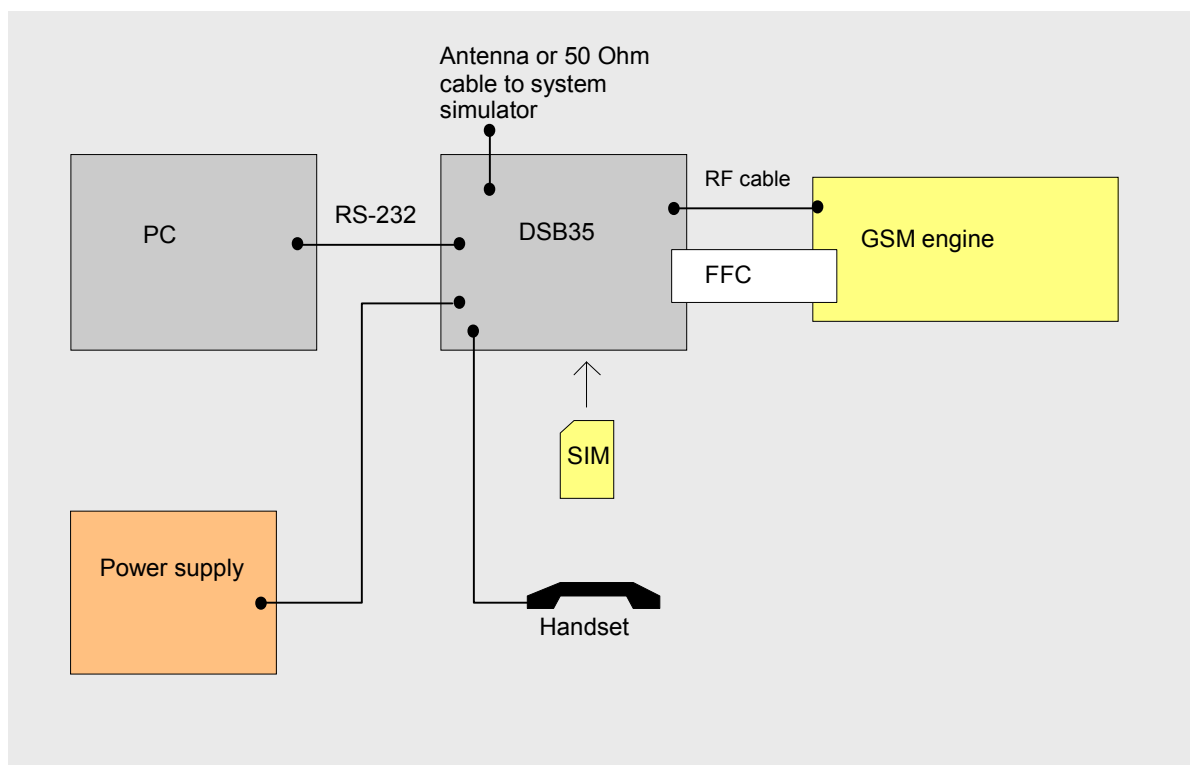 Antenna or 50 Ohm
cable to system
simulator
PC
RS-232
DSB35
RF cable
GSM engine
FFC
SIM
Power supply
Handset